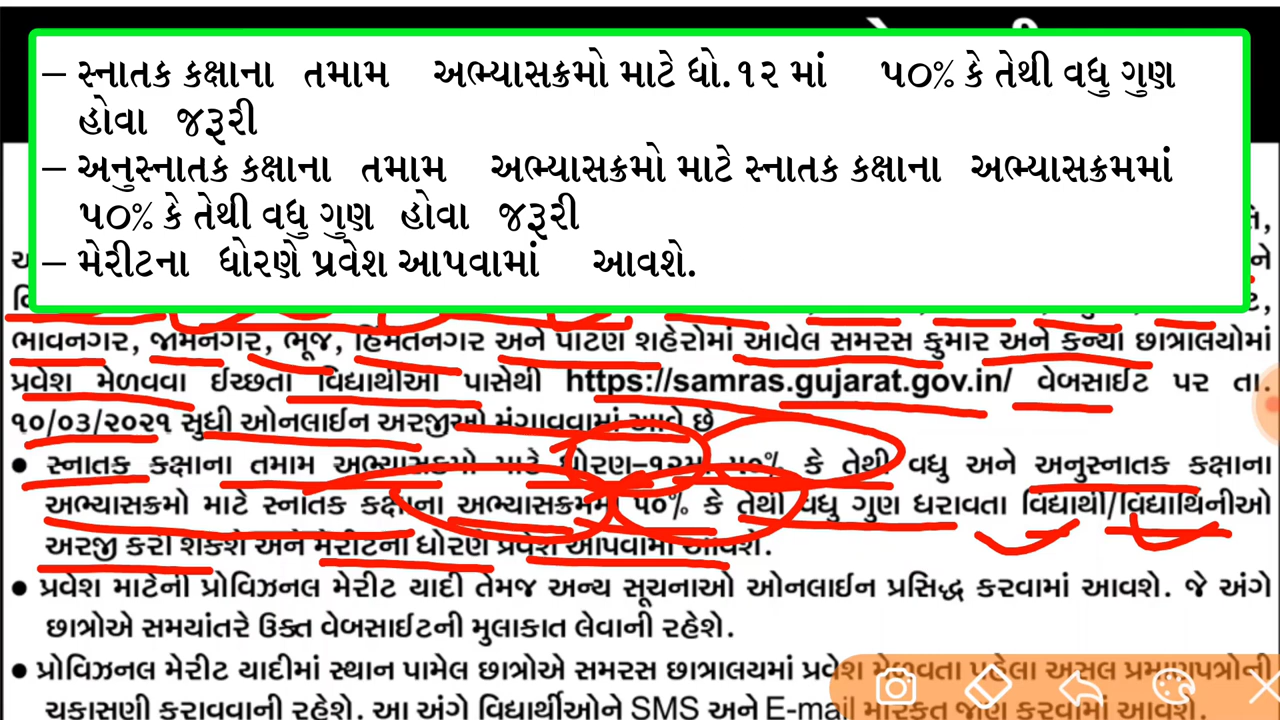 – સ્નાતક કક્ષાના તમામ અભ્યાસક્રમો માટે ધો.૧૨ માં ૫૦% કે તેથી વધુ ગુણ
હોવા જરૂરી
– અનુસ્નાતક કક્ષાના તમામ અભ્યાસક્રમો માટે સ્નાતક કક્ષાના અભ્યાસક્રમમાં
૫૦% કે તેથી વધુ ગુણ હોવા જરૂરી
– મેરીટના ધોરણે પ્રવેશ આપવામાં આવશે.
ભાવનગર, જામનગર, ભૂજ, હિંમતનગર અને પાટણ શહેરોમાં આવેલ સમરસ કુમાર અને કન્યા છાત્રાલયોમાં
પ્રવેશ મેળવવા ઈચ્છતા વિદ્યાર્થીઓ પાસેથી https://samras.gujarat.gov.in/ વેબસાઈટ પર તા.
૧૦/૦૩/૨૦૨૧ સુધી ઓનલાઈન અરજીઓ મંગાવવામાં આવે છે
● સ્નાતક કક્ષાના તમામ અભ્યાસક્રમો માટે ધોરણ–૧૨માં ૫૦% કે તેથી વધુ અને અનુસ્નાતક કક્ષાના
અભ્યાસક્રમો માટે સ્નાતક કક્ષાના અભ્યાસક્રમમાં ૫૦% કે તેથી વધુ ગુણ ધરાવતા વિદ્યાર્થી/વિદ્યાર્થિનીઓ
અરજી કરી શકશે અને મેરીટના ધોરણે પ્રવેશ આપવામાં આવશે.
● પ્રવેશ માટેની પ્રોવિઝનલ મેરીટ યાદી તેમજ અન્ય સૂચનાઓ ઓનલાઈન પ્રસિદ્ધ કરવામાં આવશે. જે અંગે
છાત્રોએ સમયાંતરે ઉક્ત વેબસાઈટની મુલાકાત લેવાની રહેશે.
● પ્રોવિઝનલ મેરીટ યાદીમાં સ્થાન પામેલ છાત્રોએ સમરસ છાત્રાલયમાં પ્રવેશ મેળવતા પહેલા અસલ પ્રમાણપત્રોની
ચકાસણી કરાવવાની રહેશે. આ અંગે વિદ્યાર્થીઓને SMS અને E-mail મારફત જાણ કરવામાં આવશે.